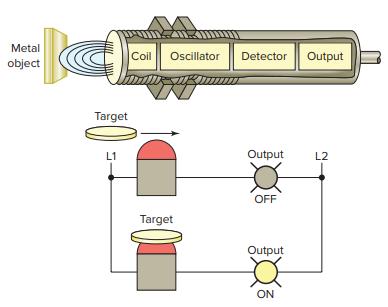 Metal
object
Coil
Oscillator
Detector
Output
Target
L1
Output
L2
OFF
Target
Output
ON